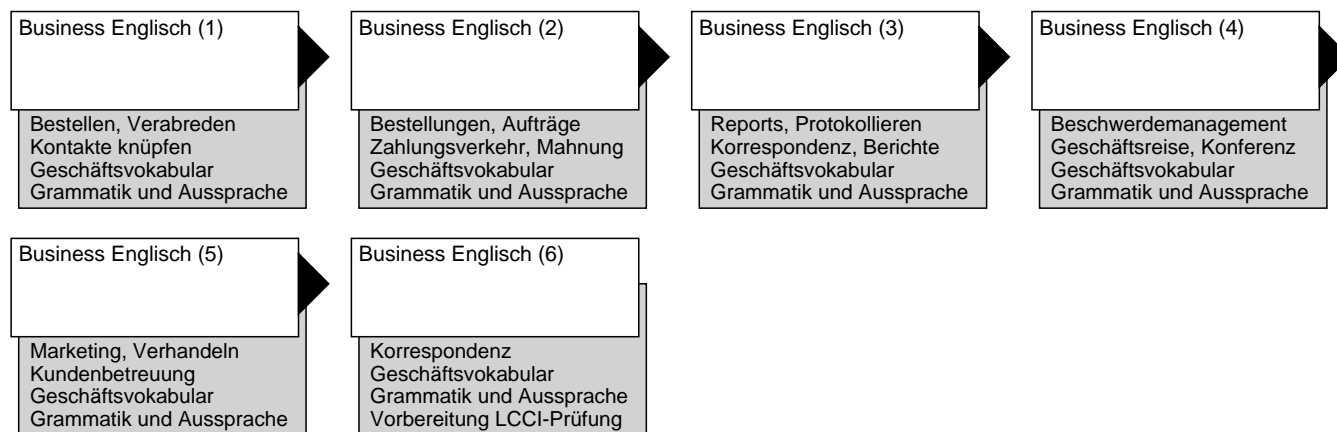 Business Englisch (1)
Bestellen, Verabreden
Kontakte knüpfen
Geschäftsvokabular
Grammatik und Aussprache
Business Englisch (2)
Bestellungen, Aufträge
Zahlungsverkehr, Mahnung
Geschäftsvokabular
Grammatik und Aussprache
Business Englisch (3)
Reports, Protokollieren
Korrespondenz, Berichte
Geschäftsvokabular
Grammatik und Aussprache
Business Englisch (4)
Beschwerdemanagement
Geschäftsreise, Konferenz
Geschäftsvokabular
Grammatik und Aussprache
Business Englisch (5)
Marketing, Verhandeln
Kundenbetreuung
Geschäftsvokabular
Grammatik und Aussprache
Business Englisch (6)
Korrespondenz
Geschäftsvokabular
Grammatik und Aussprache
Vorbereitung LCCI-Prüfung